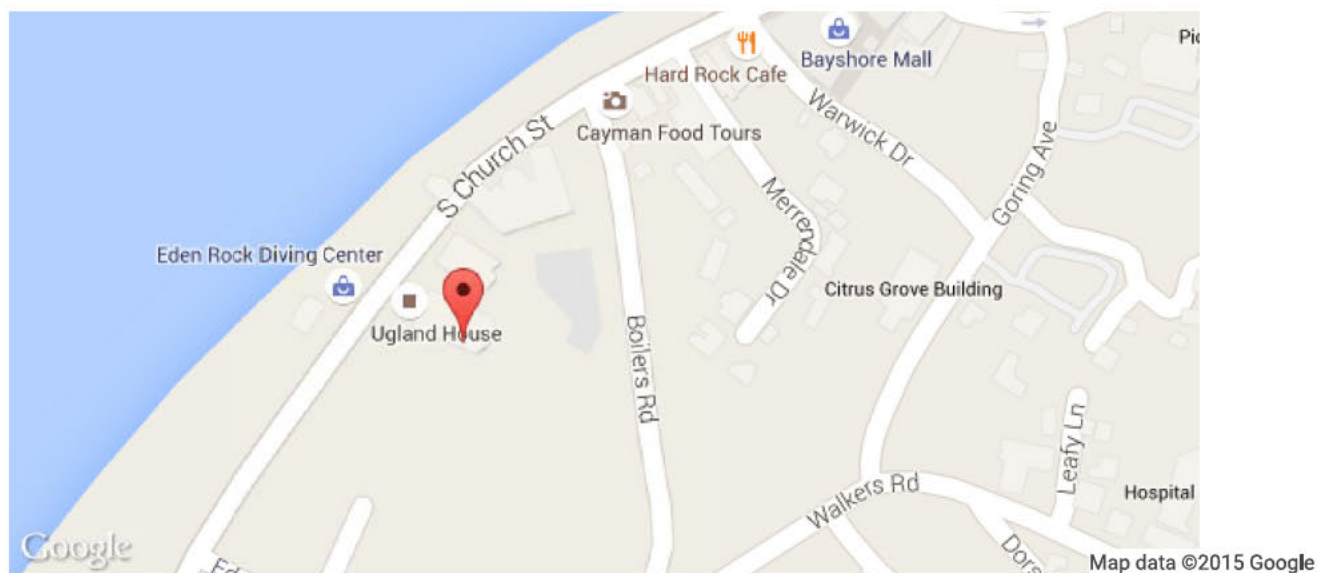 Hard Rock Cafe
Bayshore Mall
Cayman Food Tours
S Church St
Warwick Dr
Goring Ave
Merrendale Dr
Eden Rock Diving Center
Ugland House
Citrus Grove Building
Boilers Rd
Leafy Ln
Walkers Rd
Hospital
Google
Map data ©2015 Google